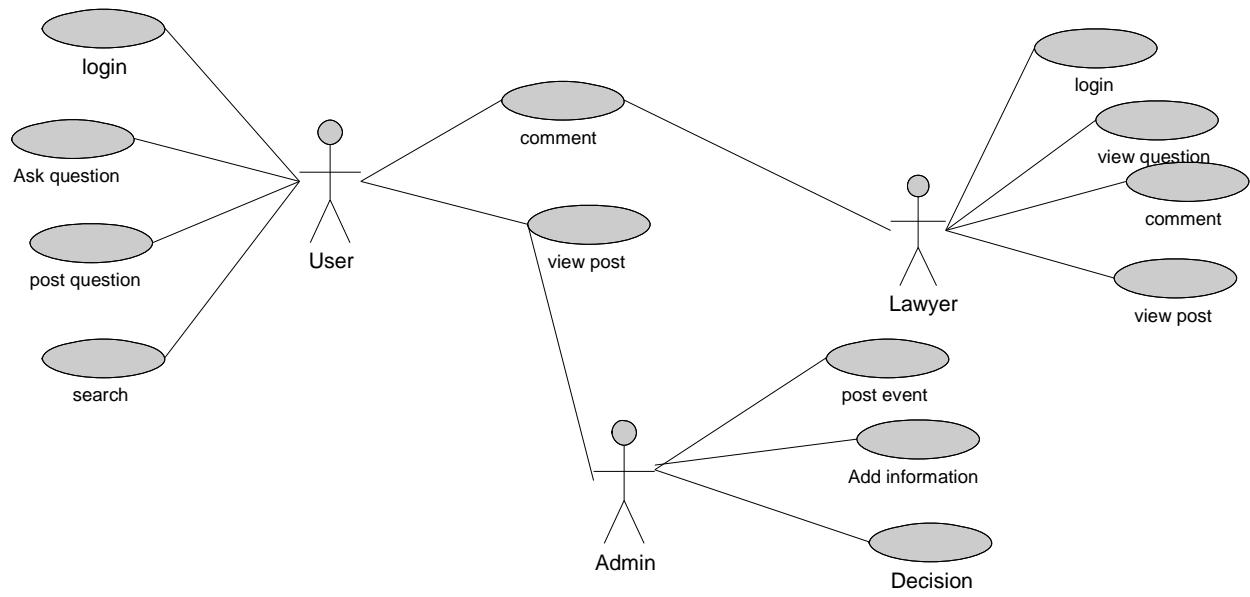 login
Ask question
post question
search
User
comment
view post
Lawyer
login
view question
comment
view post
Admin
post event
Add information
Decision